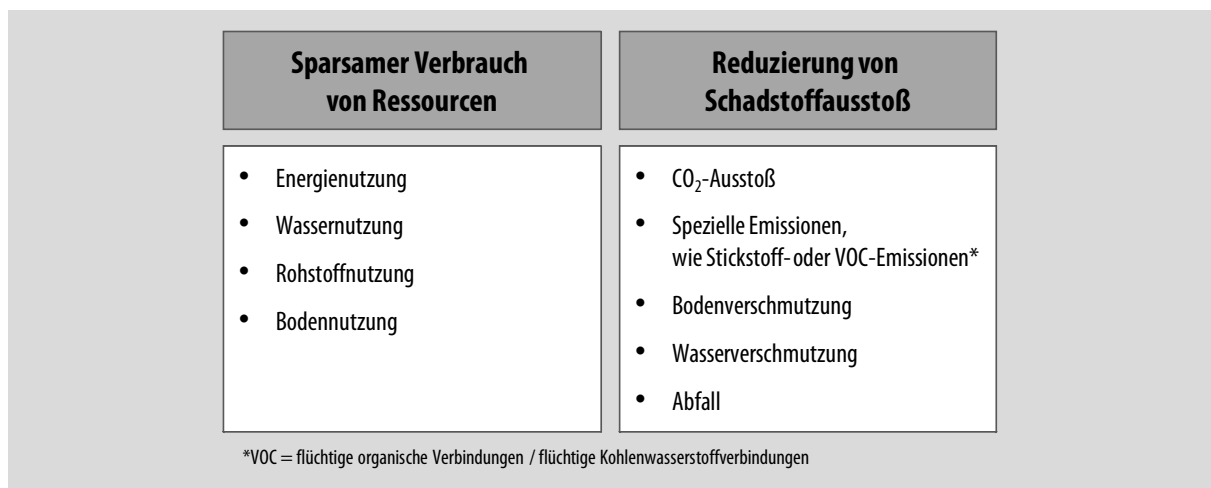 Sparsamer Verbrauch
von Ressourcen
• Energienutzung
• Wassernutzung
• Rohstoffnutzung
• Bodennutzung
Reduzierung von
Schadstoffausstoß
• CO₂-Ausstoß
• Spezielle Emissionen,
wie Stickstoff- oder VOC-Emissionen*
• Bodenverschmutzung
• Wasserverschmutzung
• Abfall
*VOC = flüchtige organische Verbindungen / flüchtige Kohlenwasserstoffverbindungen